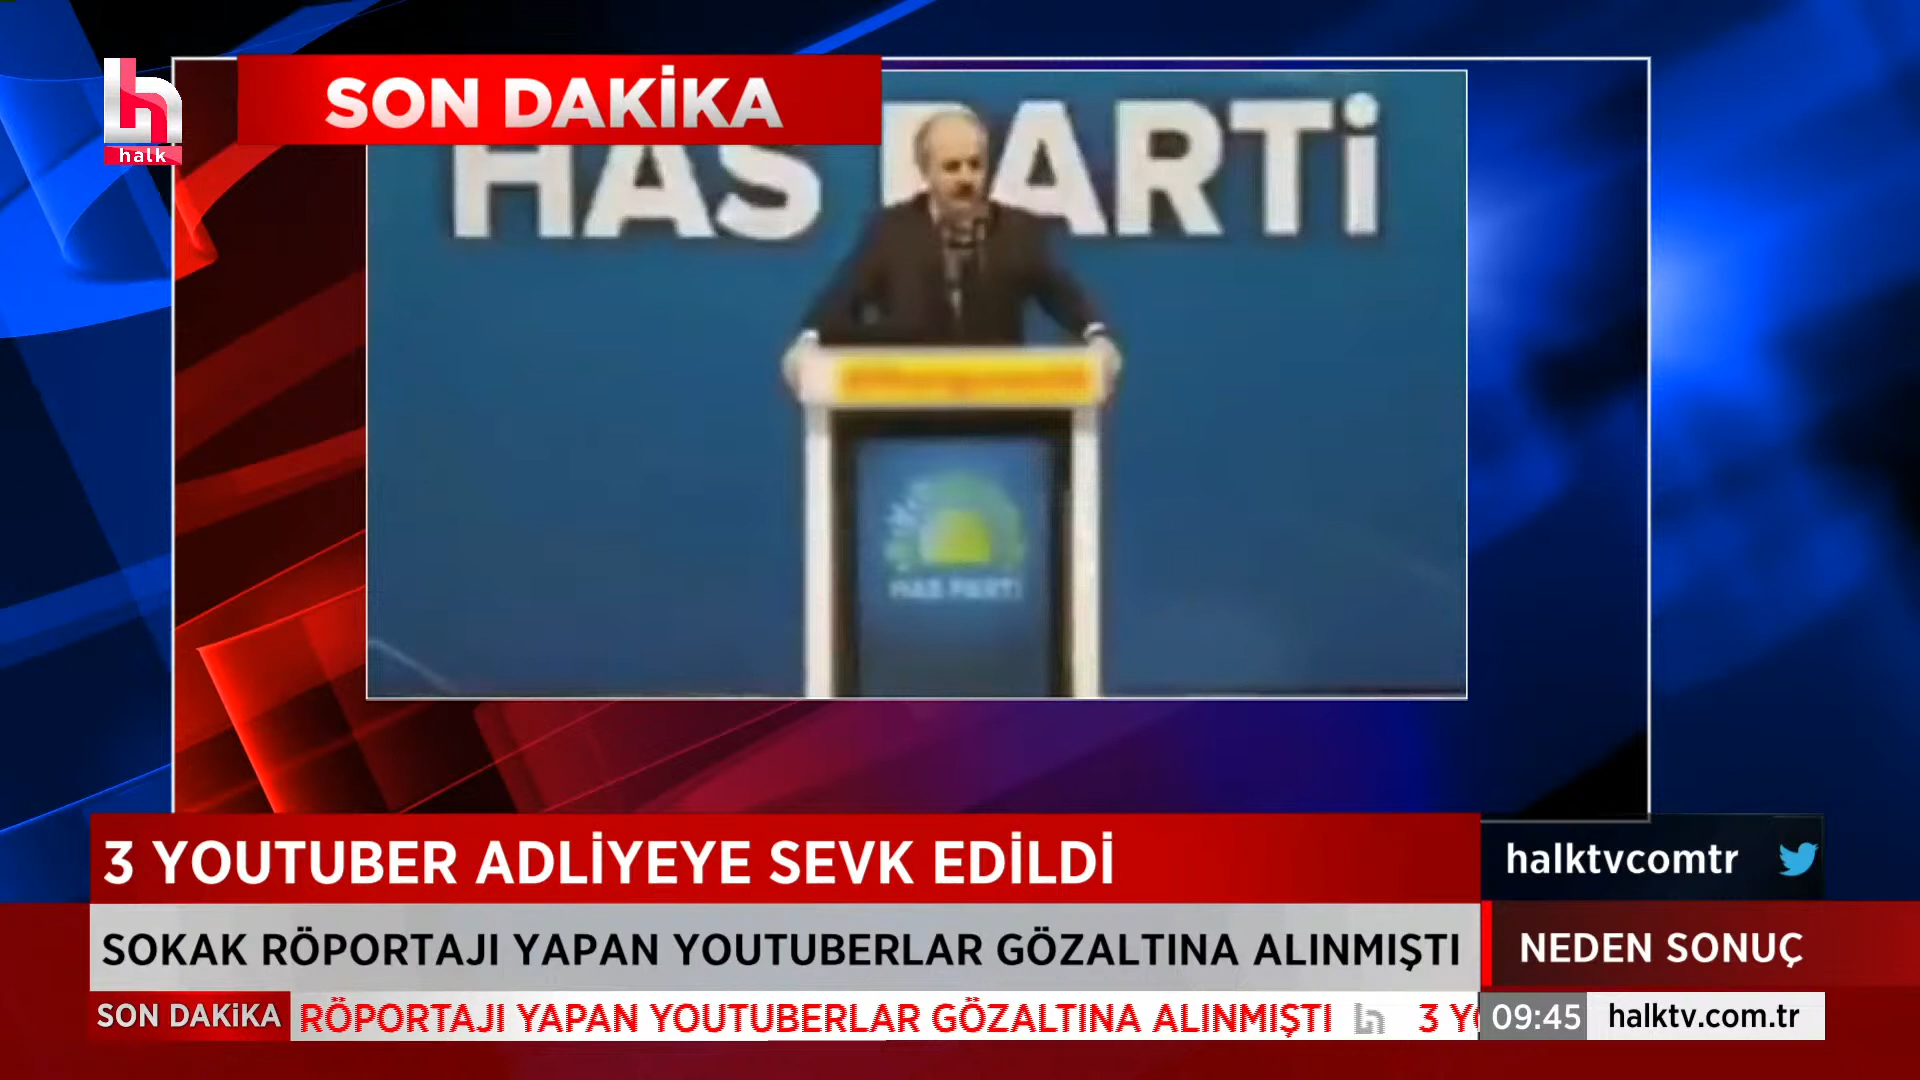 SON DAKİKA
halk
HAS PARTİ
HAS PARTİ
3 YOUTUBER ADLİYEYE SEVK EDİLDİ
halktvcomtr
SOKAK RÖPORTAJI YAPAN YOUTUBERLAR GÖZALTINA ALINMIŞTI
NEDEN SONUÇ
SON DAKİKA
RÖPORTAJI YAPAN YOUTUBERLAR GÖZALTINA ALINMIŞTI
3 Y
09:45
halktv.com.tr